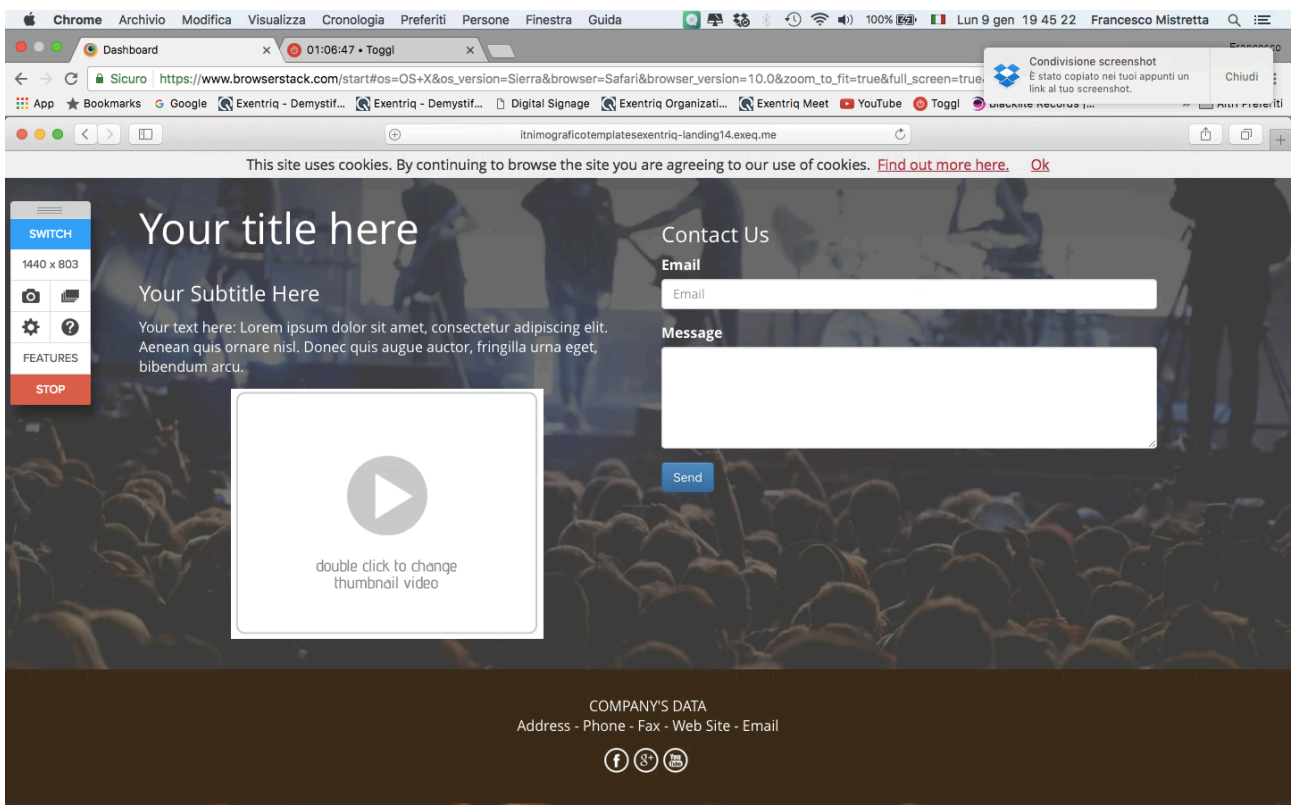 Chrome Archivio Modifica Visualizza Cronologia Preferiti Persone Finestra Guida 100% Lun 9 gen 19 45 22 Francesco Mistretta
Dashboard × 01:06:47 • Toggl × Francesco
Sicuro https://www.browserstack.com/start#os=OS+X&os_version=Sierra&browser=Safari&browser_version=10.0&zoom_to_fit=true&full_screen=true
Condivisione screenshot
È stato copiato nei tuoi appunti un
link al tuo screenshot.
Chiudi
App Bookmarks Google Exentriq - Demystif... Exentriq - Demystif... Digital Signage Exentriq Organizati... Exentriq Meet YouTube Toggl Blacklite Records |... » Altri Preferiti
itnimograficotemplatesexentriq-landing14.exeq.me
This site uses cookies. By continuing to browse the site you are agreeing to our use of cookies. Find out more here. Ok
SWITCH
1440 x 803
FEATURES
STOP
Your title here
Your Subtitle Here
Your text here: Lorem ipsum dolor sit amet, consectetur adipiscing elit.
Aenean quis ornare nisl. Donec quis augue auctor, fringilla urna eget,
bibendum arcu.
double click to change
thumbnail video
Contact Us
Email
Email
Message
Send
COMPANY'S DATA
Address - Phone - Fax - Web Site - Email
f g+ You Tube